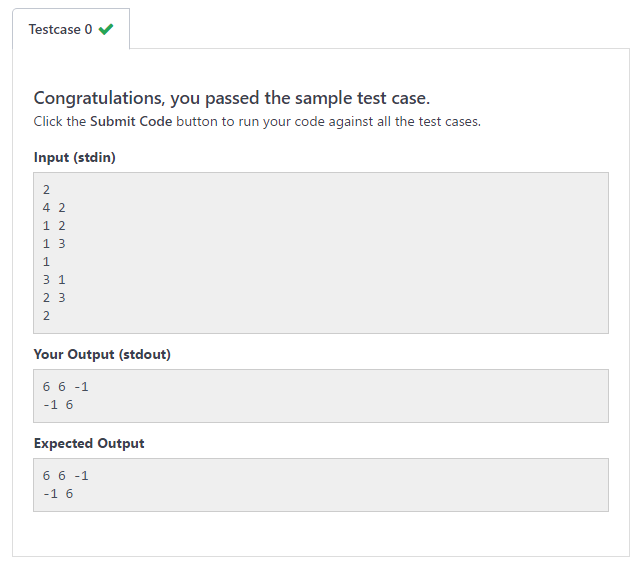 Testcase 0
Congratulations, you passed the sample test case.
Click the Submit Code button to run your code against all the test cases.
Input (stdin)
2
4 2
1 2
1 3
1
3 1
2 3
2
Your Output (stdout)
6 6 -1
-1 6
Expected Output
6 6 -1
-1 6